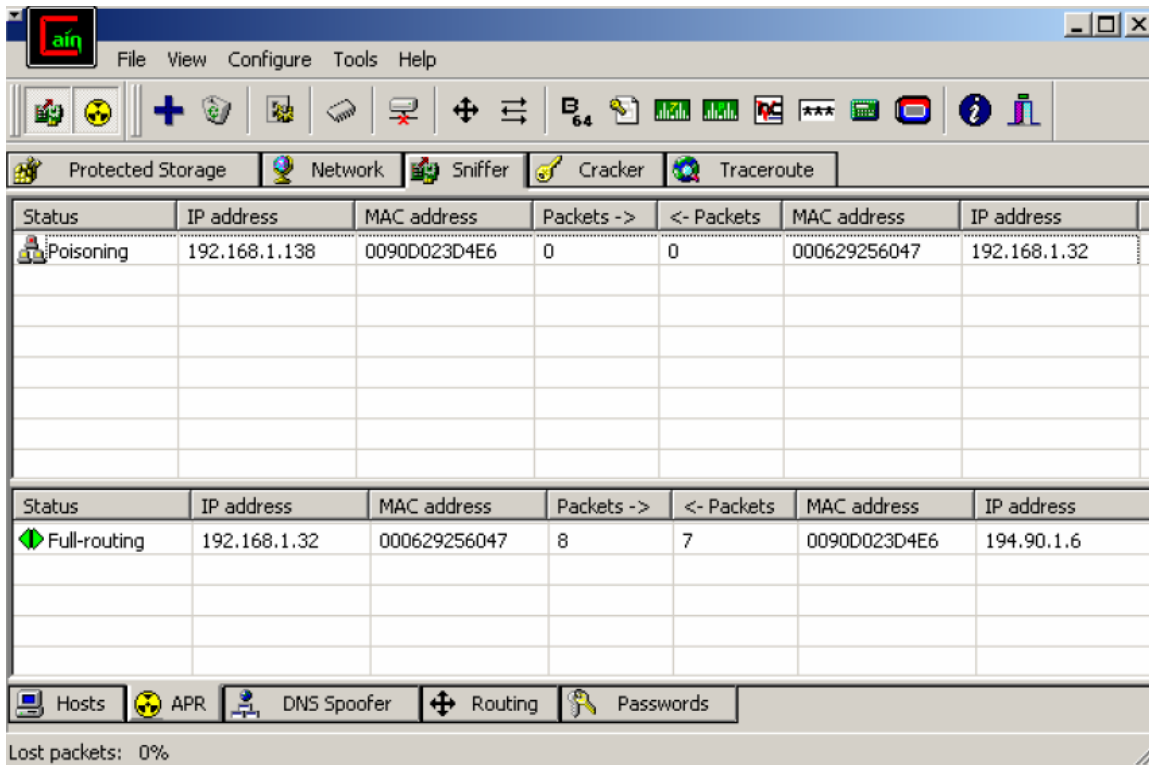 Cain
File View Configure Tools Help
B 64
***
Protected Storage Network Sniffer Cracker Traceroute
Status IP address MAC address Packets -> <- Packets MAC address IP address
Poisoning 192.168.1.138 0090D023D4E6 0 0 000629256047 192.168.1.32
Status IP address MAC address Packets -> <- Packets MAC address IP address
Full-routing 192.168.1.32 000629256047 8 7 0090D023D4E6 194.90.1.6
Hosts APR DNS Spoofer Routing Passwords
Lost packets: 0%